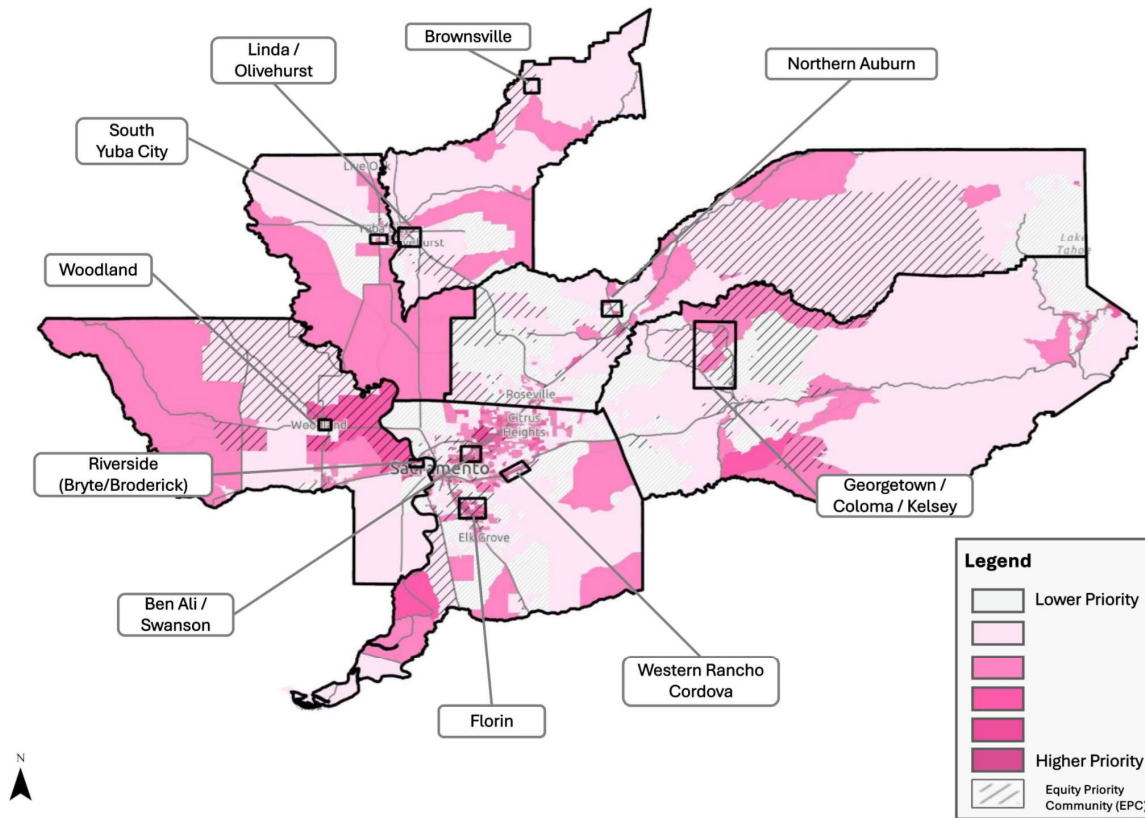 Brownsville
Linda /
Olivehurst
Northern Auburn
South
Yuba City
Live Oak
Yuba
Lake
Tahoe
Woodland
Roseville
Citrus
Heights
Woodland
Sacramento
Riverside
(Bryte/Broderick)
Georgetown /
Coloma / Kelsey
Elk Grove
Ben Ali /
Swanson
Western Rancho
Cordova
Florin
Legend
Lower Priority
Higher Priority
Equity Priority
Community (EPC)
N